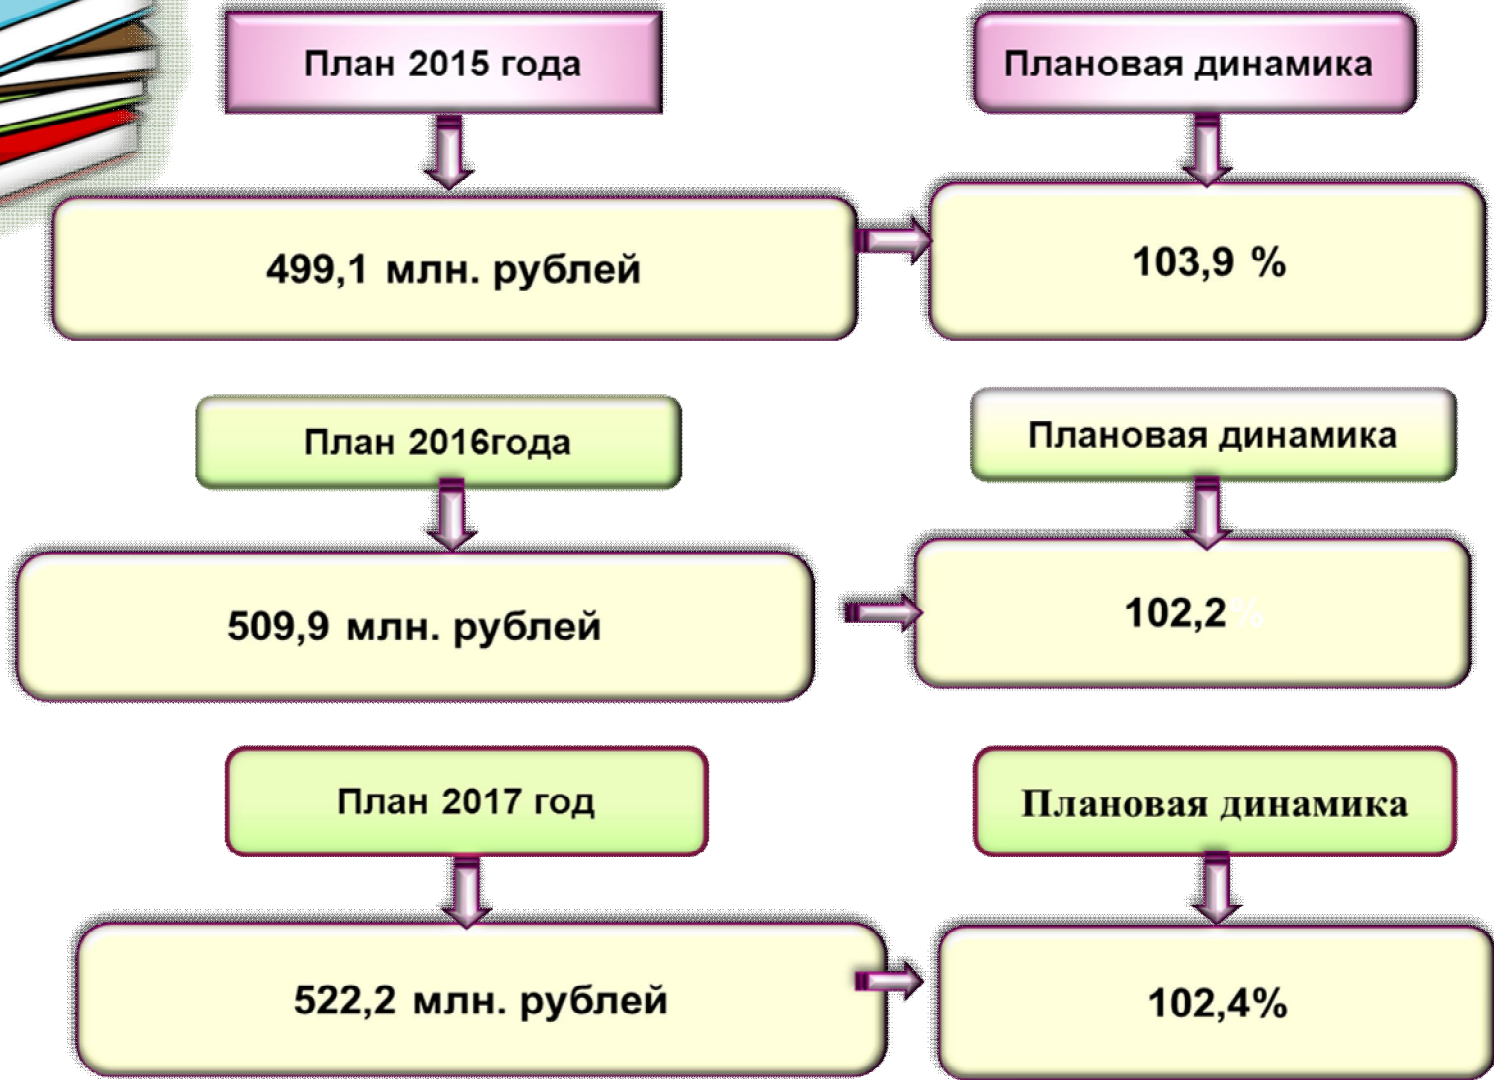 План 2015 года
Плановая динамика
499,1 млн. рублей
103,9 %
План 2016года
Плановая динамика
509,9 млн. рублей
102,2%
План 2017 год
Плановая динамика
522,2 млн. рублей
102,4%